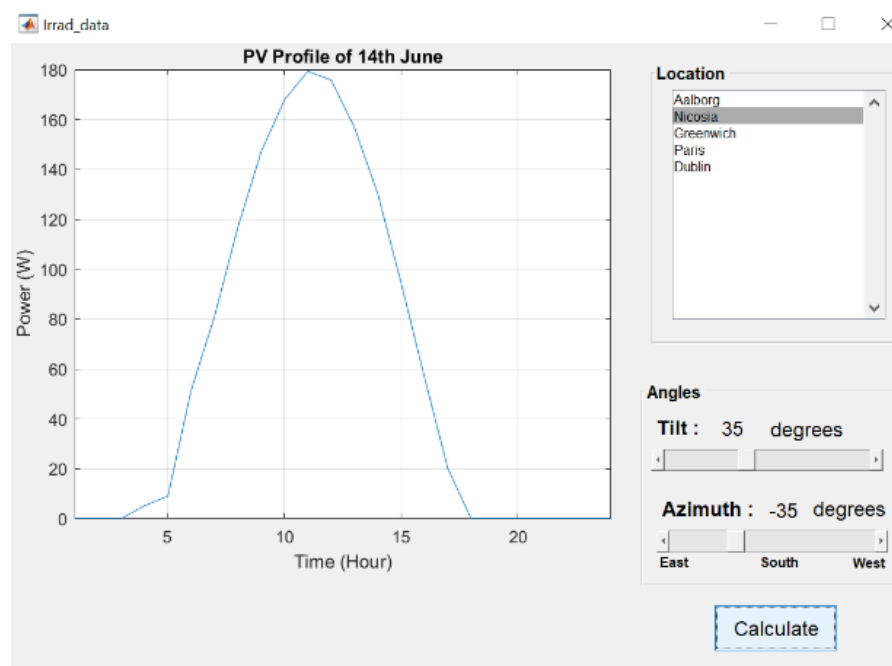 Irrad_data
PV Profile of 14th June
180
160
140
120
100
80
60
40
20
0
Power (W)
5
10
15
20
Time (Hour)
Location
Aalborg
Nicosia
Greenwich
Paris
Dublin
Angles
Tilt : 35 degrees
Azimuth : -35 degrees
East South West
Calculate